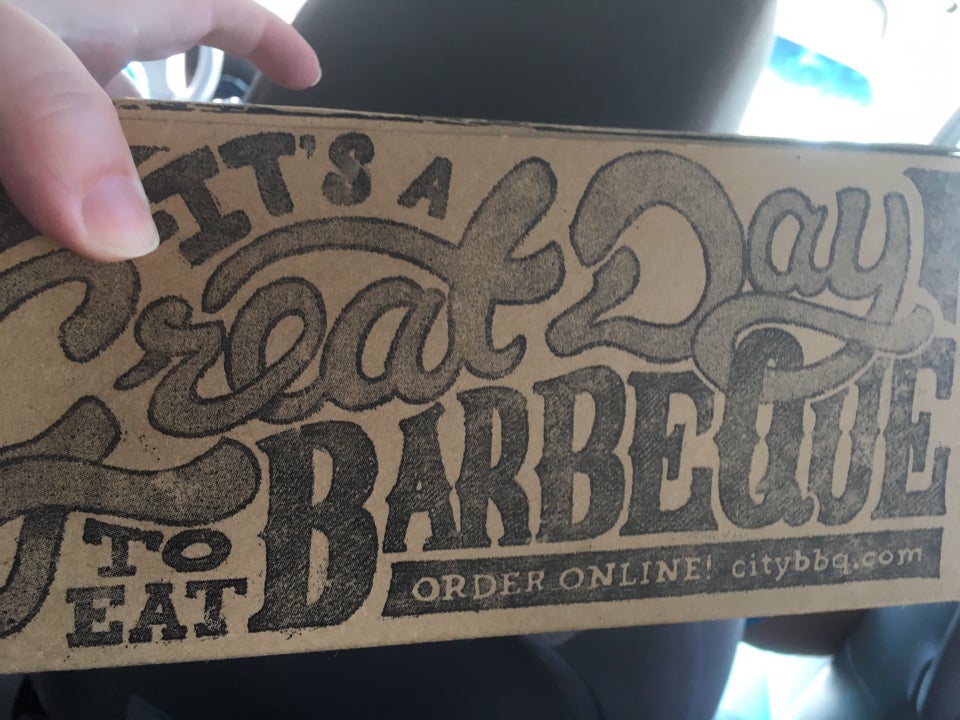 IT'S A
Great Day
TO
EAT
BARBEQUE
ORDER ONLINE! citybbq.com